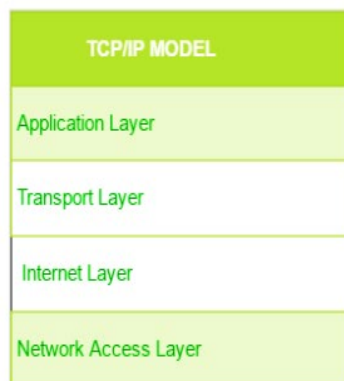 TCP/IP MODEL
Application Layer
Transport Layer
Internet Layer
Network Access Layer